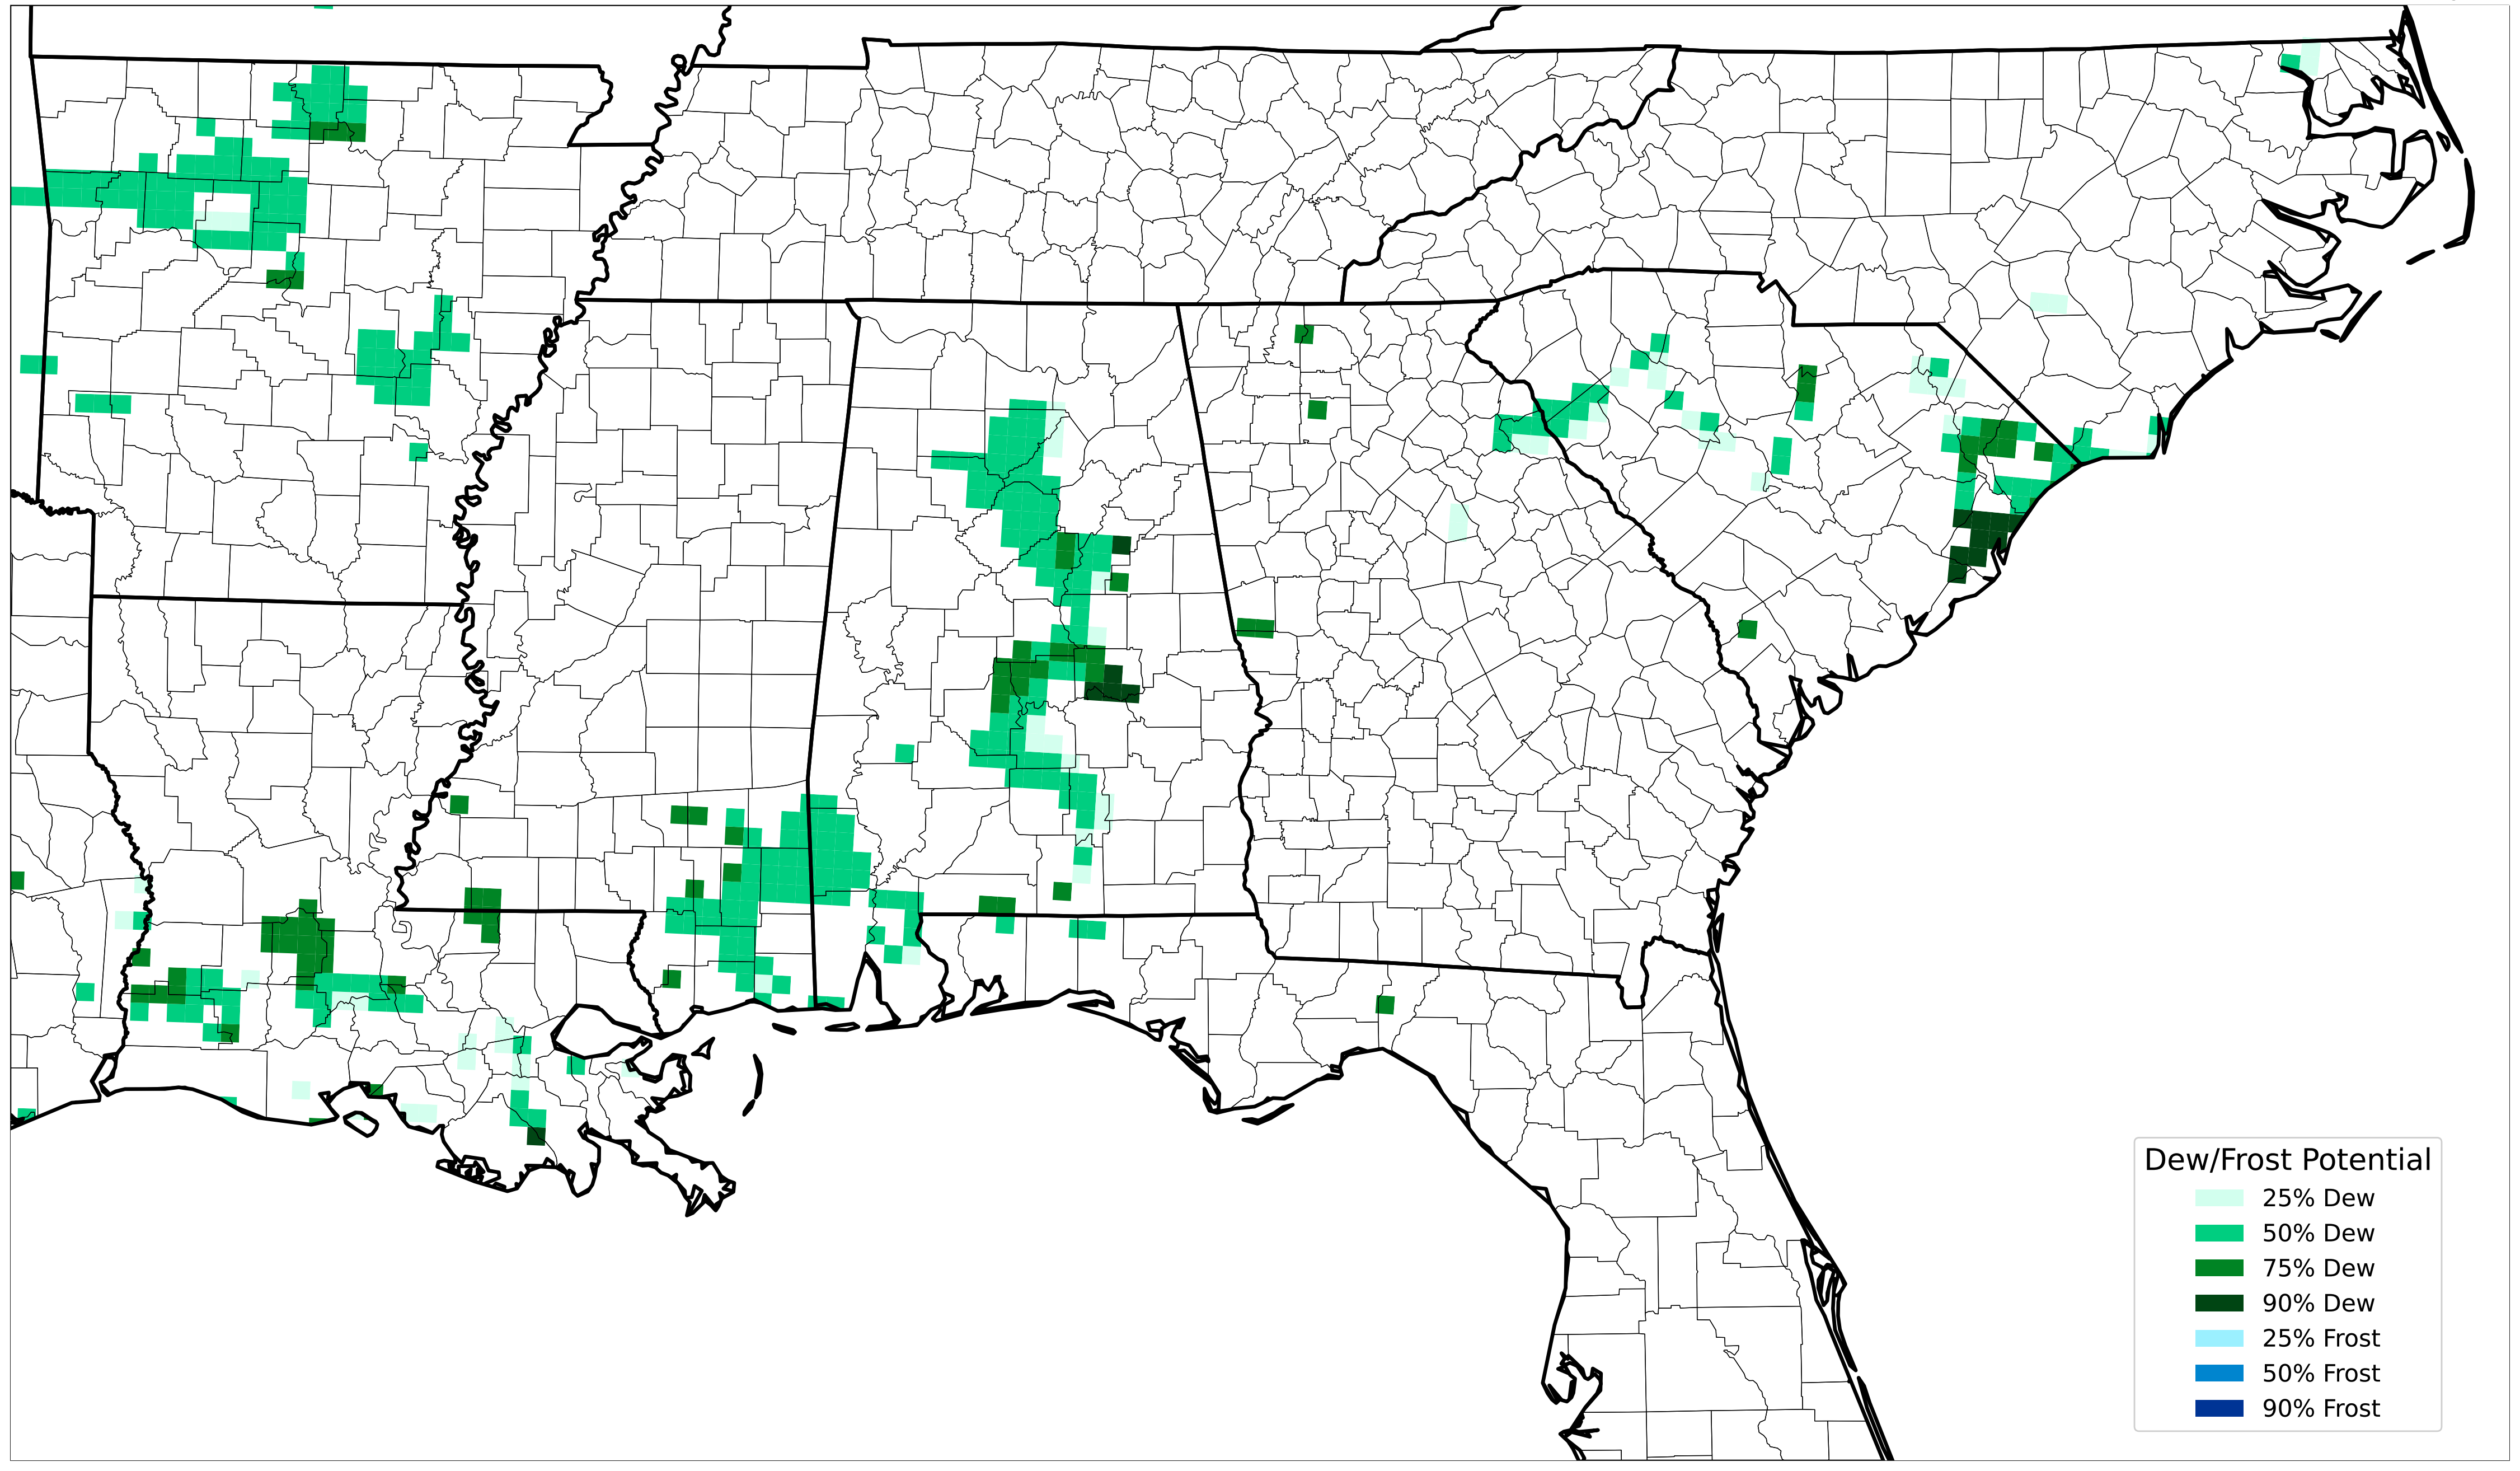 Dew/Frost Potential
25% Dew
50% Dew
75% Dew
90% Dew
25% Frost
50% Frost
90% Frost